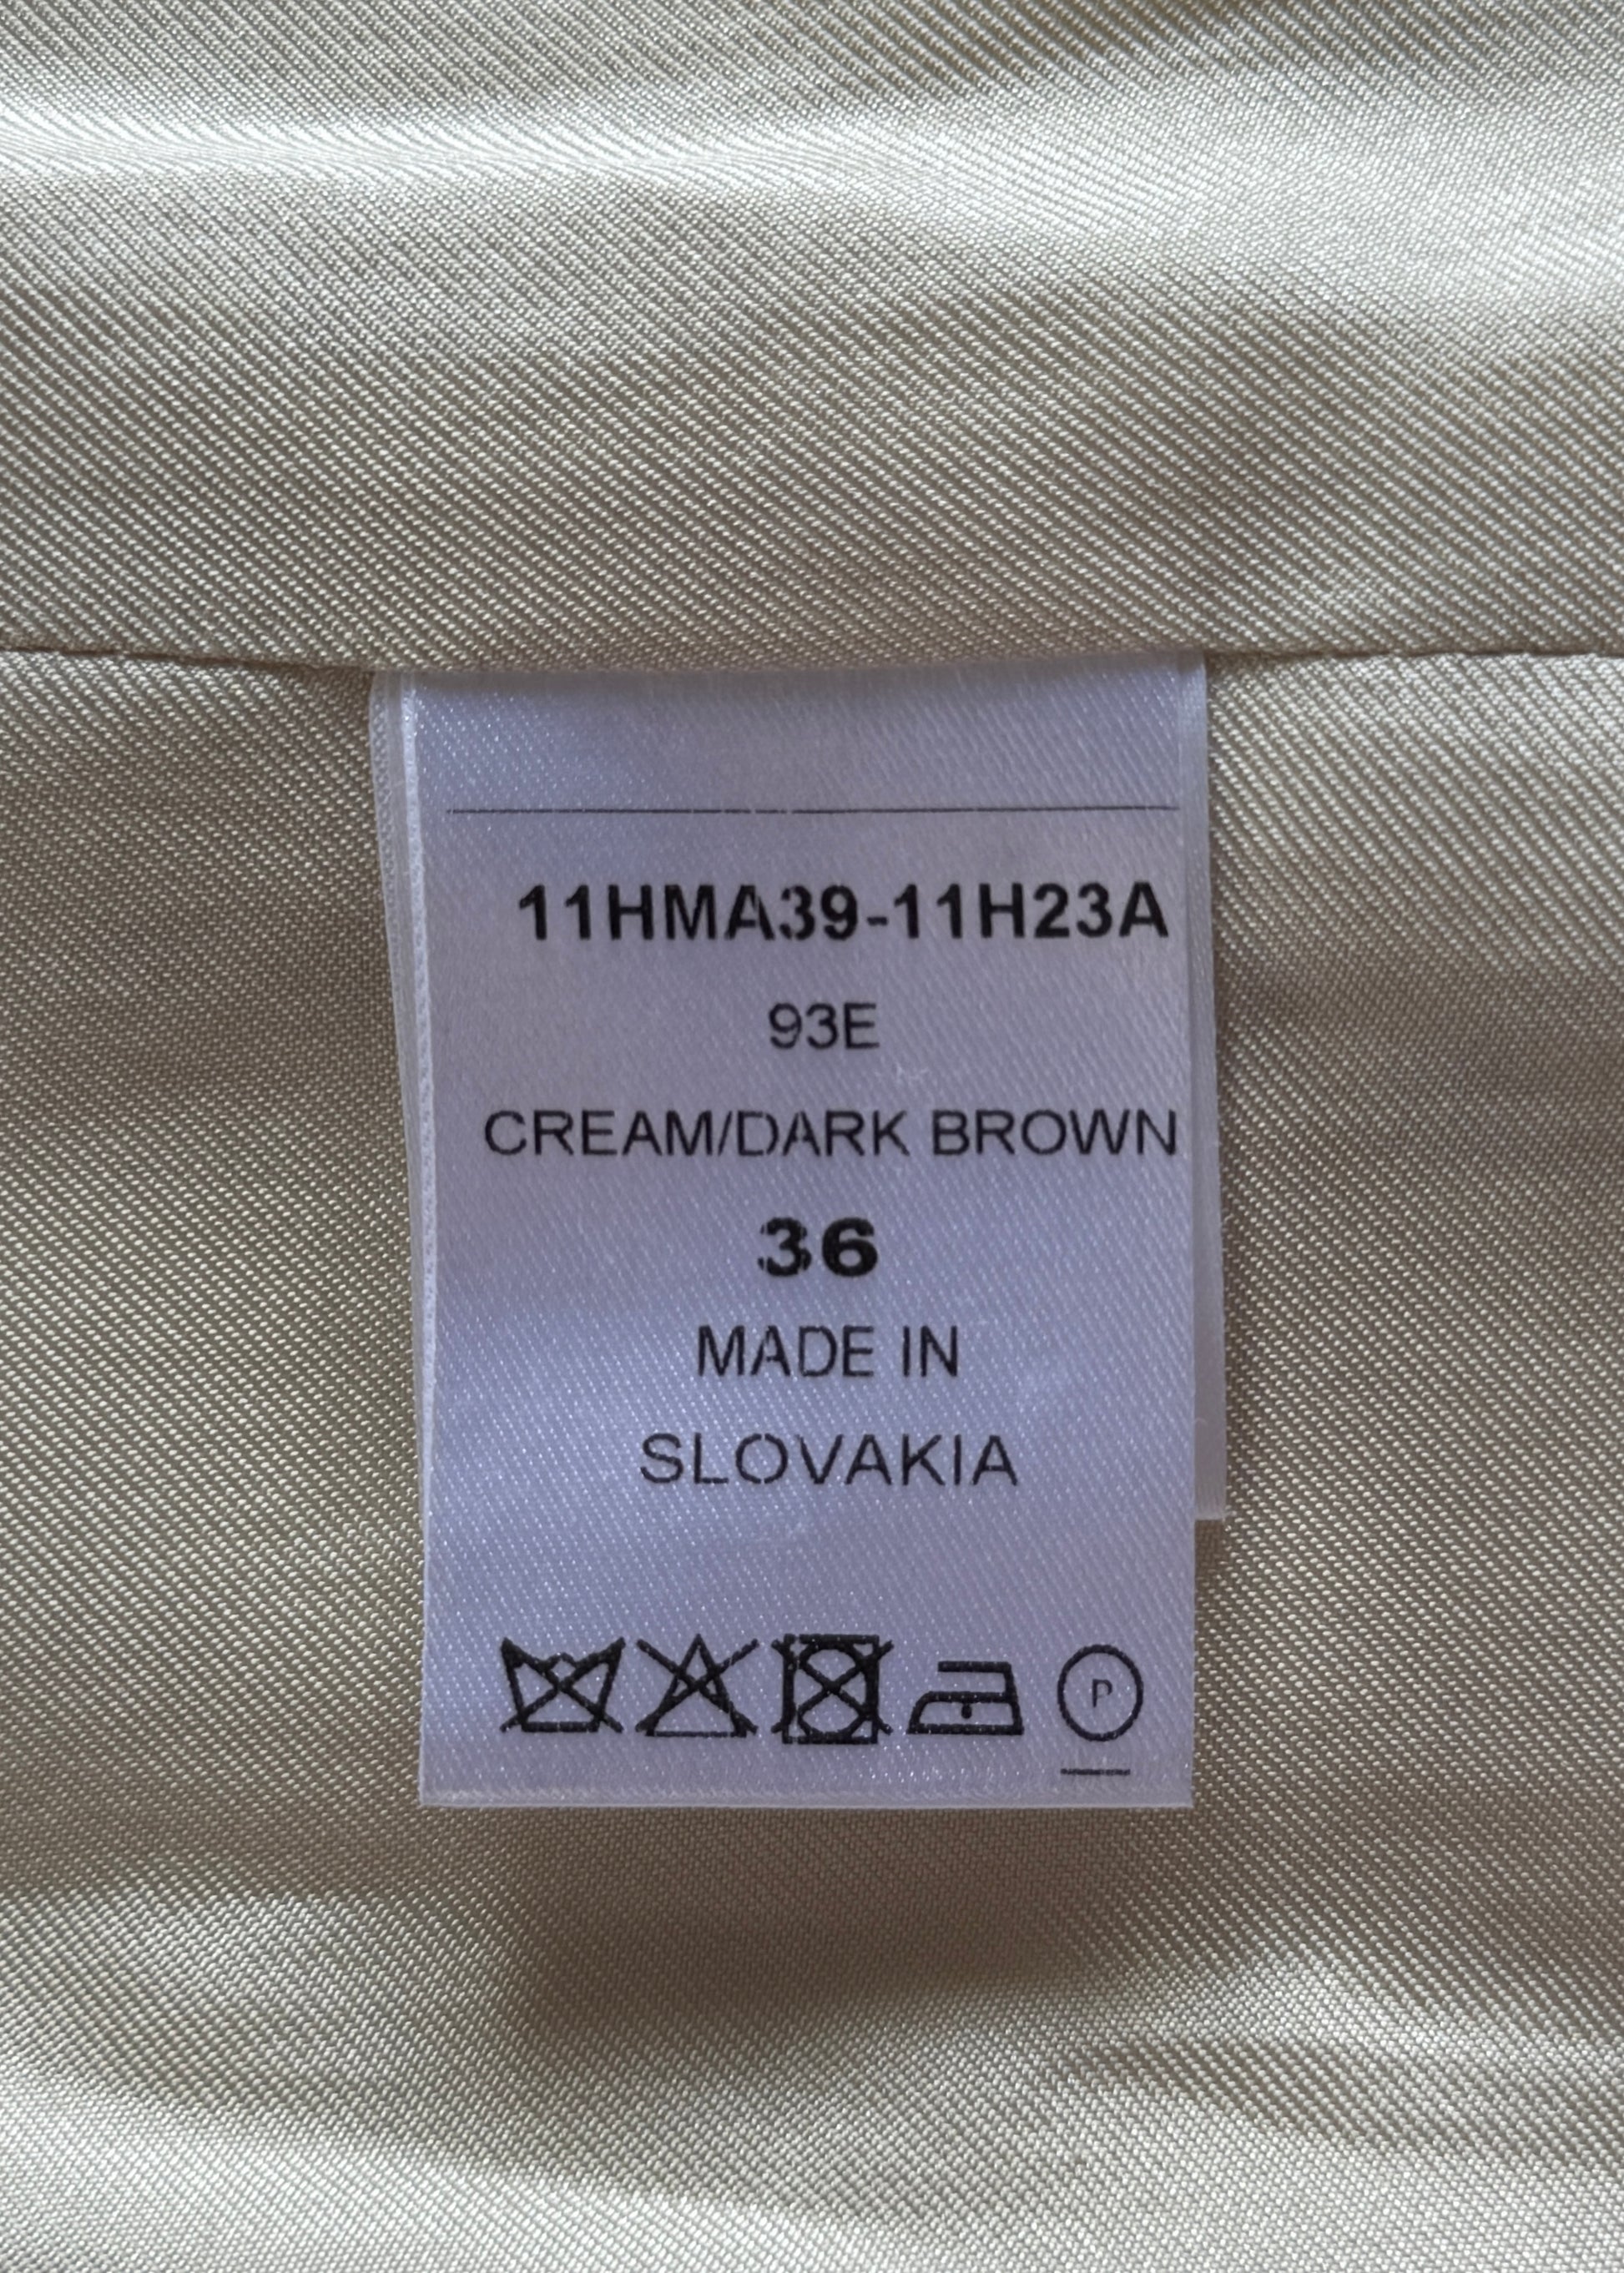 11HMA39-11H23A
93E
CREAM/DARK BROWN
36
MADE IN
SLOVAKIA
P